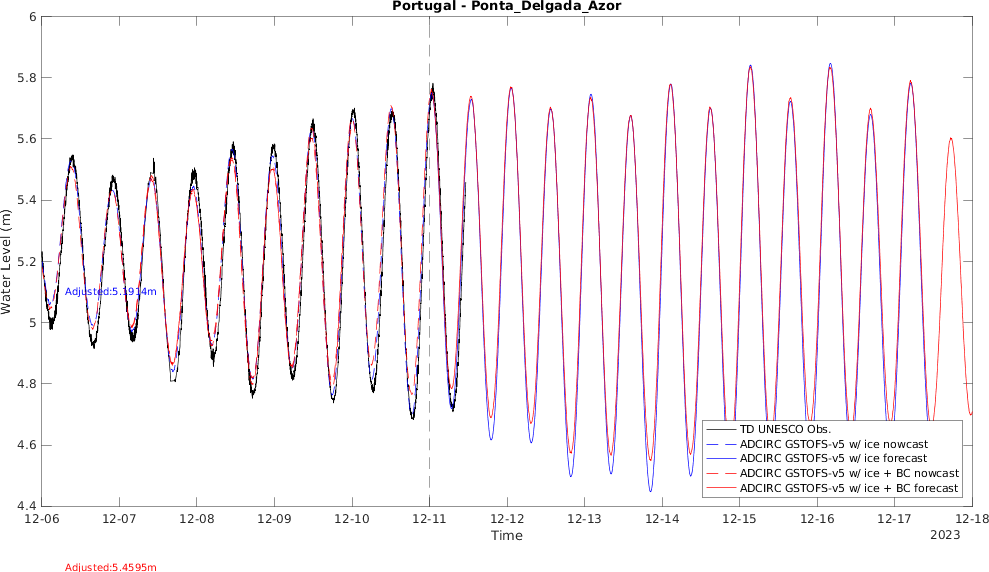 Portugal - Ponta_Delgada_Azor
6
5.8
5.6
5.4
5.2
5
4.8
4.6
4.4
Water Level (m)
Adjusted:5.1914m
TD UNESCO Obs.
ADCIRC GSTOFS-v5 w/ ice nowcast
ADCIRC GSTOFS-v5 w/ ice forecast
ADCIRC GSTOFS-v5 w/ ice + BC nowcast
ADCIRC GSTOFS-v5 w/ ice + BC forecast
12-06 12-07 12-08 12-09 12-10 12-11 12-12 12-13 12-14 12-15 12-16 12-17 12-18
Time
2023
Adjusted:5.4595m